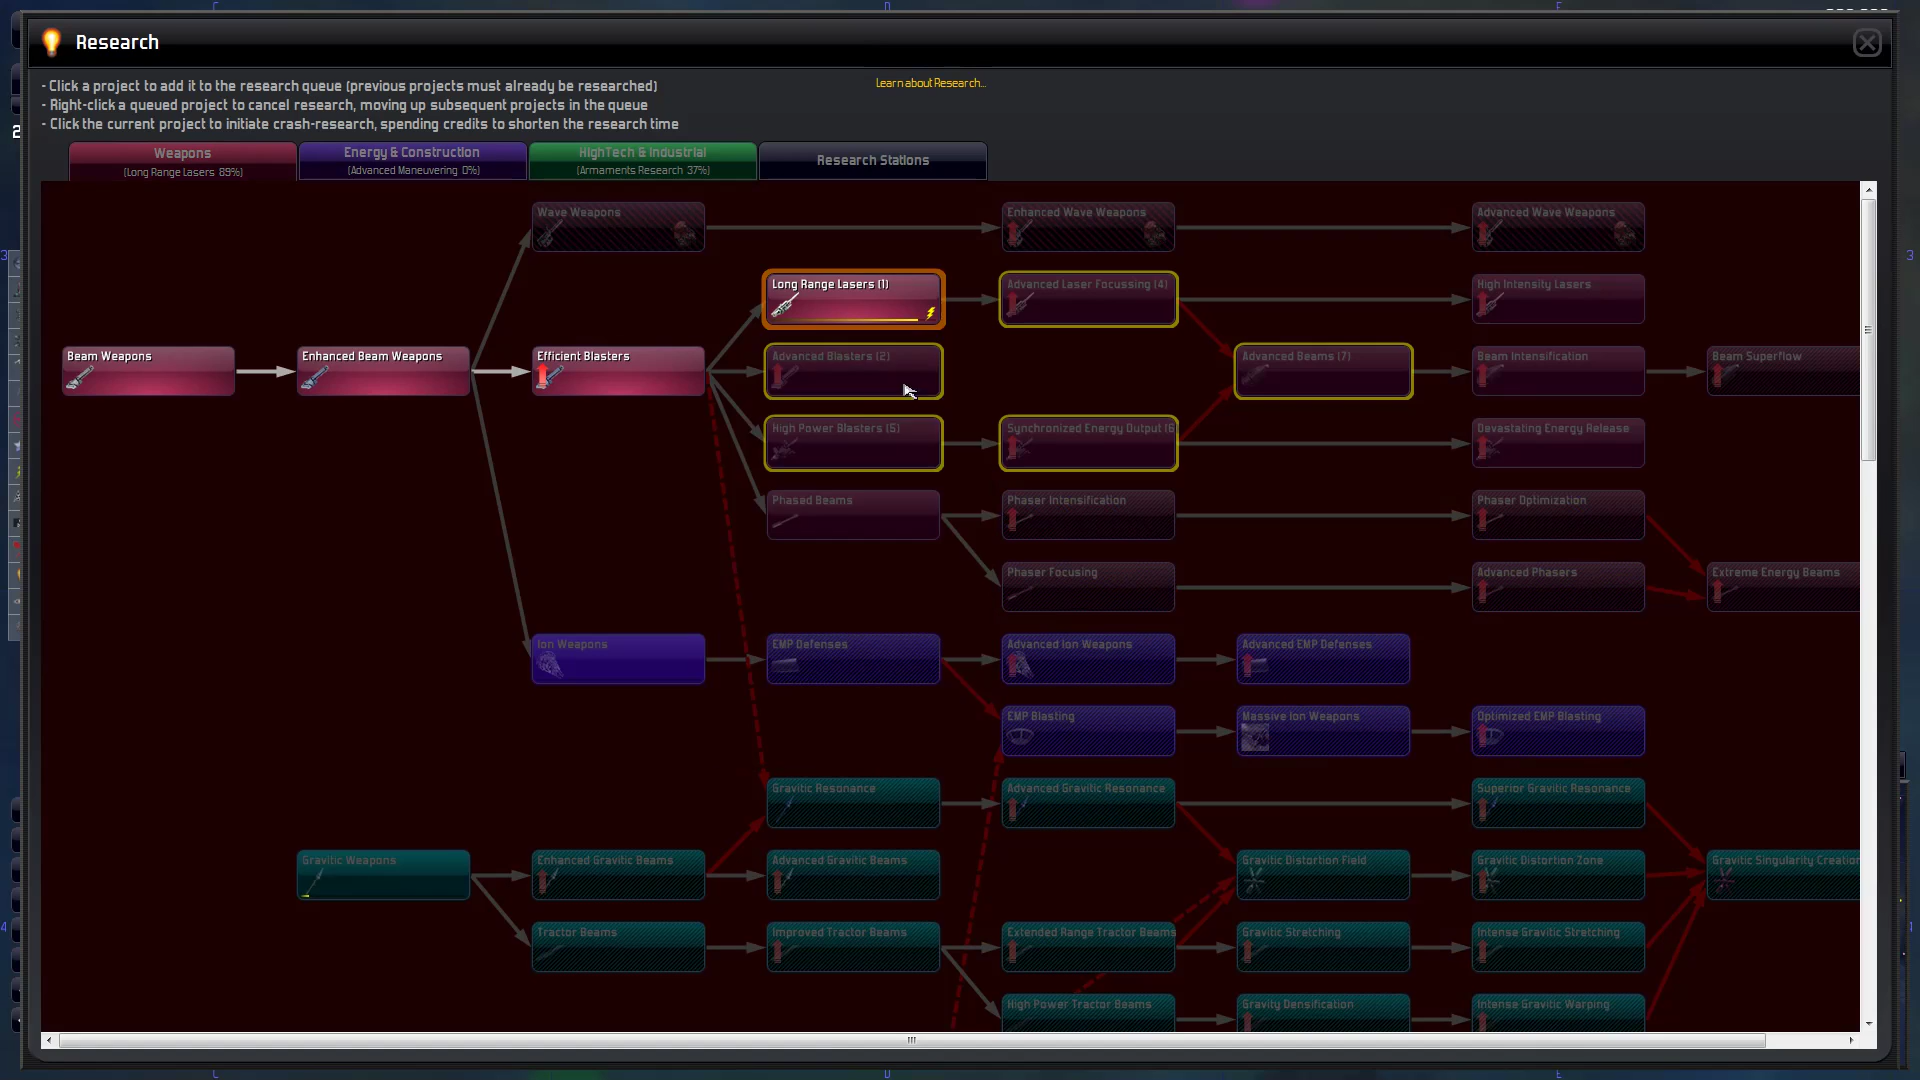 C
D
E
Research
- Click a project to add it to the research queue (previous projects must already be researched)
Learn about Research...
- Right-click a queued project to cancel research, moving up subsequent projects in the queue
- Click the current project to initiate crash-research, spending credits to shorten the research time
2
Weapons
(Long Range Lasers 89%)
Energy & Construction
(Advanced Maneuvering 0%)
HighTech & Industrial
(Armaments Research 37%)
Research Stations
Wave Weapons
Enhanced Wave Weapons
Advanced Wave Weapons
3
3
Long Range Lasers (1)
Advanced Laser Focussing (4)
High Intensity Lasers
Beam Weapons
Enhanced Beam Weapons
Efficient Blasters
Advanced Blasters (2)
Advanced Beams (7)
Beam Intensification
Beam Superflow
High Power Blasters (5)
Synchronized Energy Output (6
Devastating Energy Release
Phased Beams
Phaser Intensification
Phaser Optimization
Phaser Focusing
Advanced Phasers
Extreme Energy Beams
Ion Weapons
EMP Defenses
Advanced Ion Weapons
Advanced EMP Defenses
EMP Blasting
Massive Ion Weapons
Optimized EMP Blasting
Gravitic Resonance
Advanced Gravitic Resonance
Superior Gravitic Resonance
Gravitic Weapons
Enhanced Gravitic Beams
Advanced Gravitic Beams
Gravitic Distortion Field
Gravitic Distortion Zone
Gravitic Singularity Creation
4
Tractor Beams
Improved Tractor Beams
Extended Range Tractor Beams
Gravitic Stretching
Intense Gravitic Stretching
High Power Tractor Beams
Gravity Densification
Intense Gravitic Warping
C
D
E